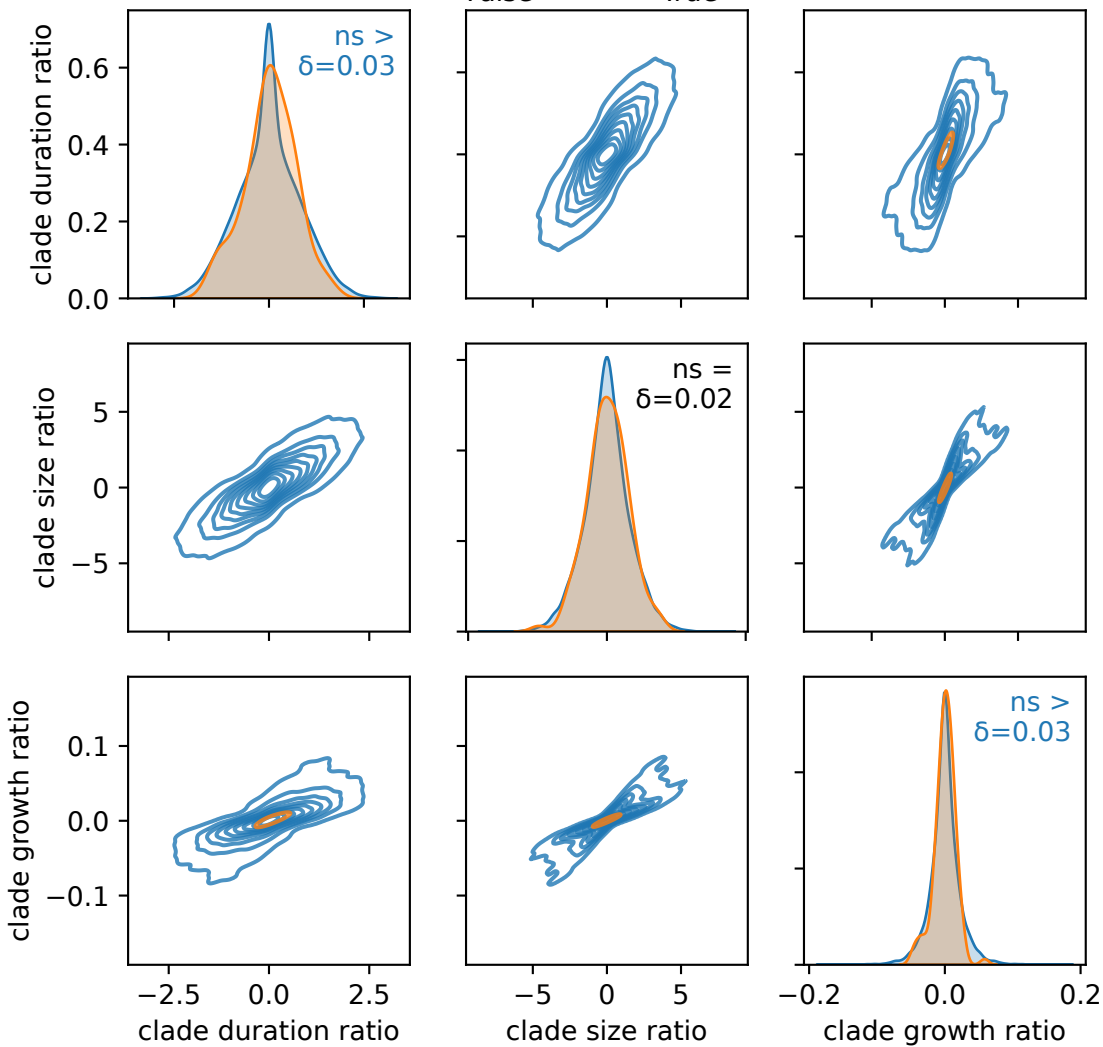 ns >
δ=0.03
clade duration ratio
0.6
0.4
0.2
0.0
ns =
δ=0.02
clade size ratio
5
0
−5
−5
0
5
ns >
δ=0.03
clade growth ratio
0.1
0.0
−0.1
−2.5
0.0
2.5
−5
0
5
−0.2
0.0
0.2
clade duration ratio
clade size ratio
clade growth ratio